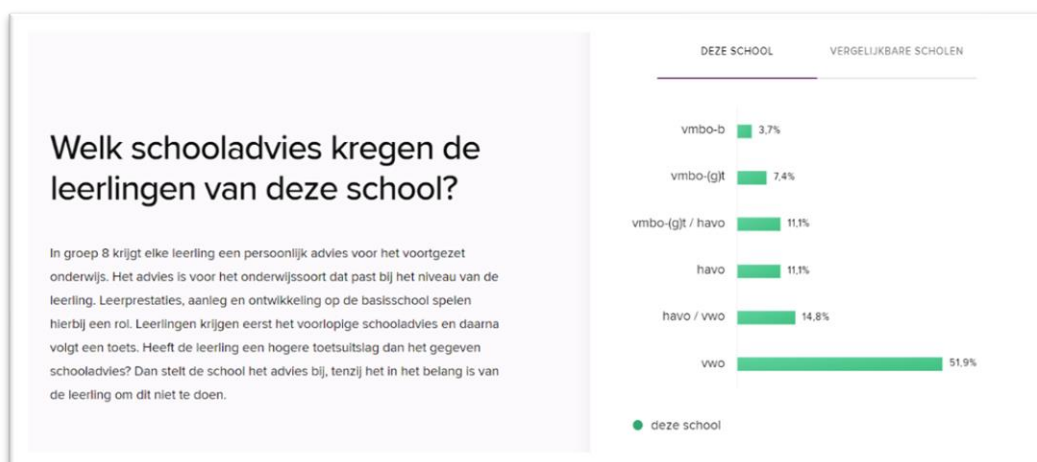 Welk schooladvies kregen de
leerlingen van deze school?
In groep 8 krijgt elke leerling een persoonlijk advies voor het voortgezet
onderwijs. Het advies is voor het onderwijssoort dat past bij het niveau van de
leerling. Leerprestaties, aanleg en ontwikkeling op de basisschool spelen
hierbij een rol. Leerlingen krijgen eerst het voorlopige schooladvies en daarna
volgt een toets. Heeft de leerling een hogere toetsuitslag dan het gegeven
schooladvies? Dan stelt de school het advies bij, tenzij het in het belang is van
de leerling om dit niet te doen.
DEZE SCHOOL VERGELIJKBARE SCHOLEN
vmbo-b 3,7%
vmbo-(g)t 7,4%
vmbo-(g)t / havo 11,1%
havo 11,1%
havo / vwo 14,8%
vwo 51,9%
deze school